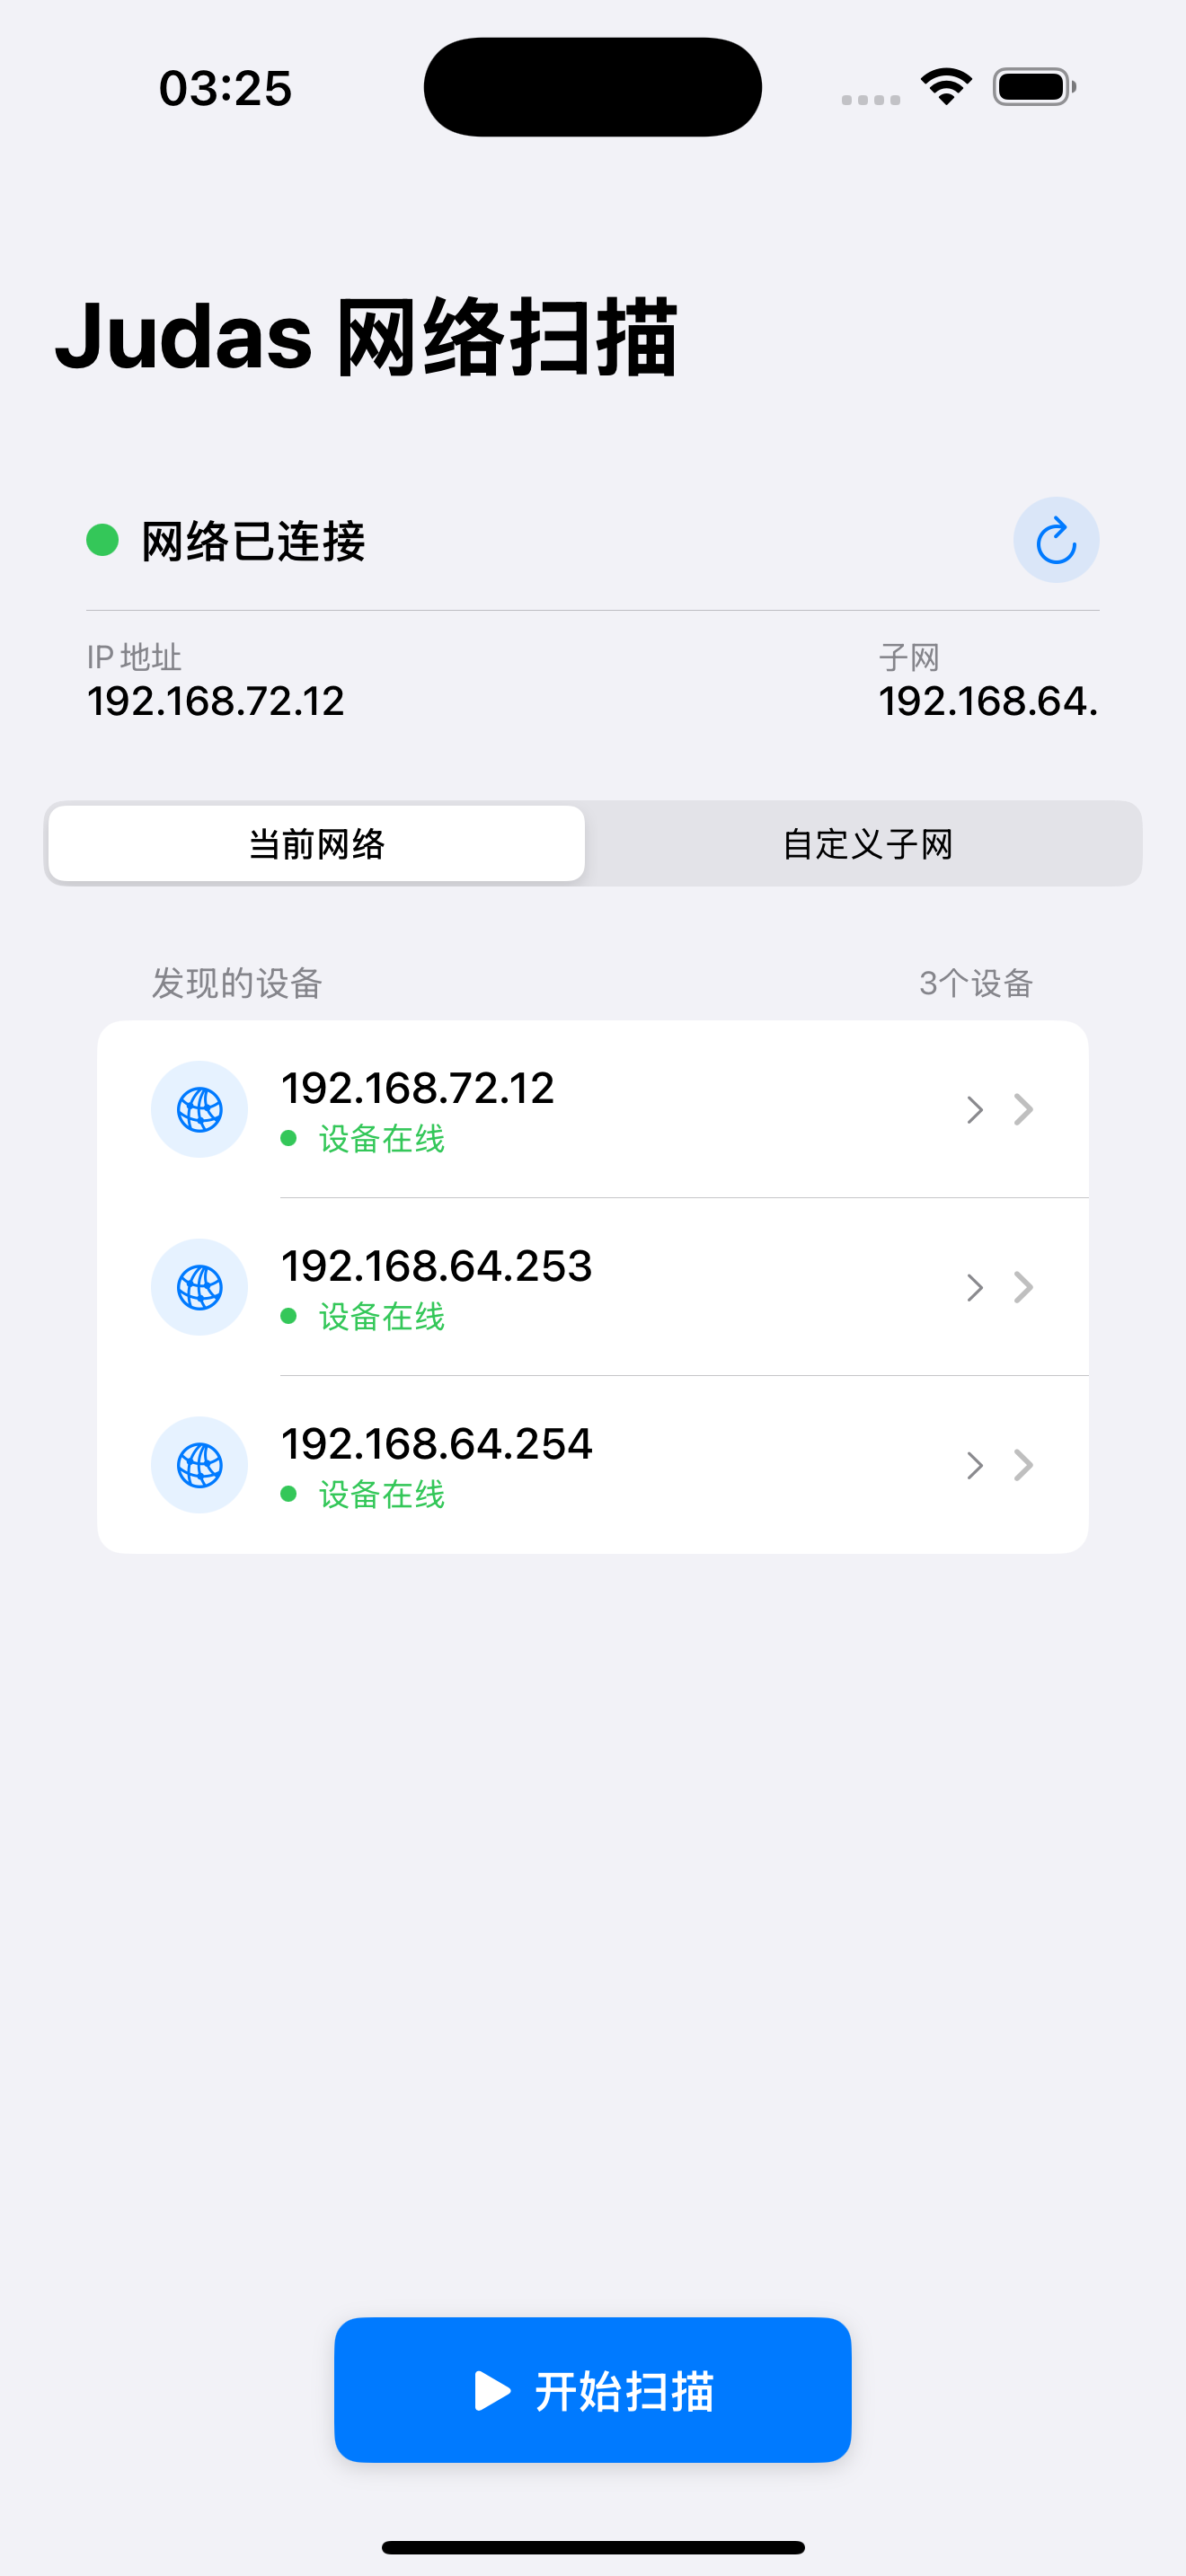 03:25
Judas 网络扫描
网络已连接
IP 地址
子网
192.168.72.12
192.168.64.
当前网络
自定义子网
发现的设备
3个设备
192.168.72.12
设备在线
192.168.64.253
设备在线
192.168.64.254
设备在线
开始扫描